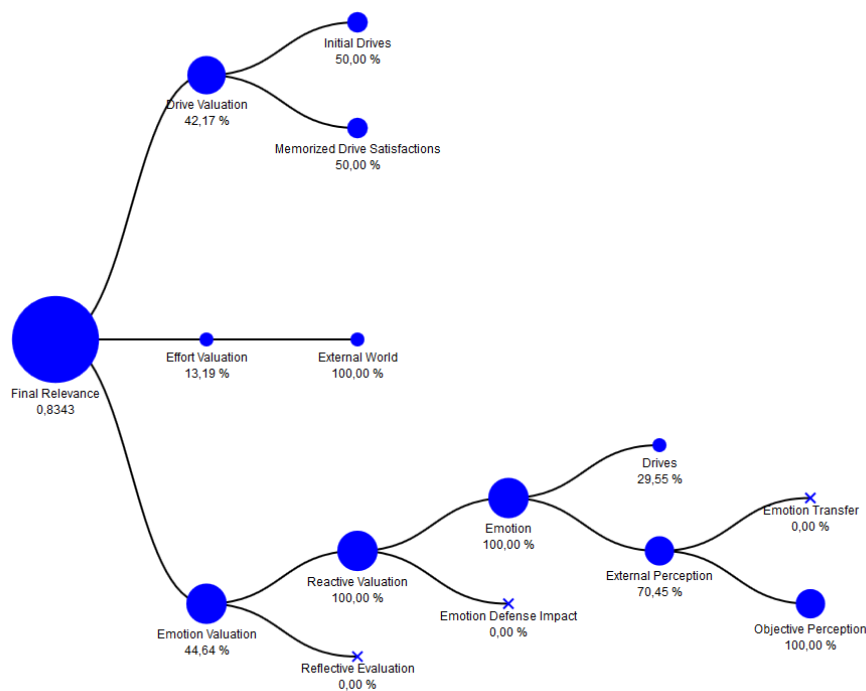 Initial Drives
50,00 %
Drive Valuation
42,17 %
Memorized Drive Satisfactions
50,00 %
Final Relevance
0,8343
Effort Valuation
13,19 %
External World
100,00 %
Drives
29,55 %
Emotion Transfer
0,00 %
Emotion
100,00 %
External Perception
70,45 %
Reactive Valuation
100,00 %
Emotion Defense Impact
0,00 %
Objective Perception
100,00 %
Emotion Valuation
44,64 %
Reflective Evaluation
0,00 %